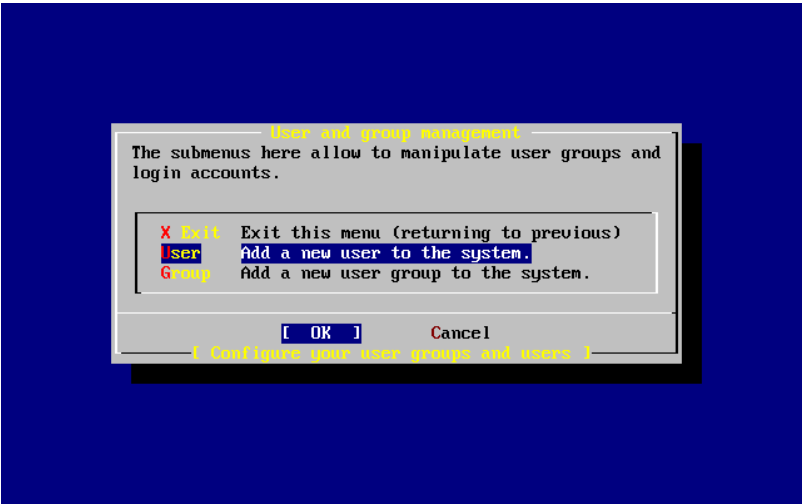 User and group management
The submenus here allow to manipulate user groups and
login accounts.
X Exit Exit this menu (returning to previous)
User Add a new user to the system.
Group Add a new user group to the system.
[ OK ] Cancel
[ Configure your user groups and users ]